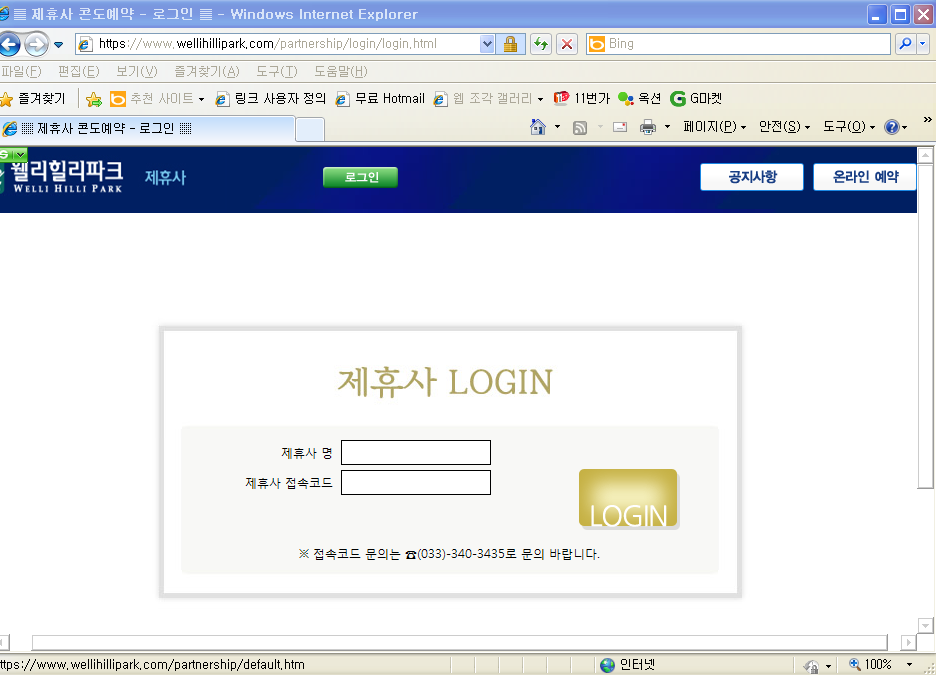 ▒ 제휴사 콘도예약 - 로그인 ▒ - Windows Internet Explorer
https://www.wellihillipark.com/partnership/login/login.html
Bing
파일(F) 편집(E) 보기(V) 즐겨찾기(A) 도구(T) 도움말(H)
즐겨찾기 추천 사이트 링크 사용자 정의 무료 Hotmail 웹 조각 갤러리 11번가 옥션 G마켓
▒ 제휴사 콘도예약 - 로그인 ▒
페이지(P) 안전(S) 도구(O)
웰리힐리파크
WELLI HILLI PARK
제휴사
로그인
공지사항
온라인 예약
제휴사 LOGIN
제휴사 명
제휴사 접속코드
LOGIN
※ 접속코드 문의는 ☎(033)-340-3435로 문의 바랍니다.
ttps://www.wellihillipark.com/partnership/default.htm
인터넷
100%